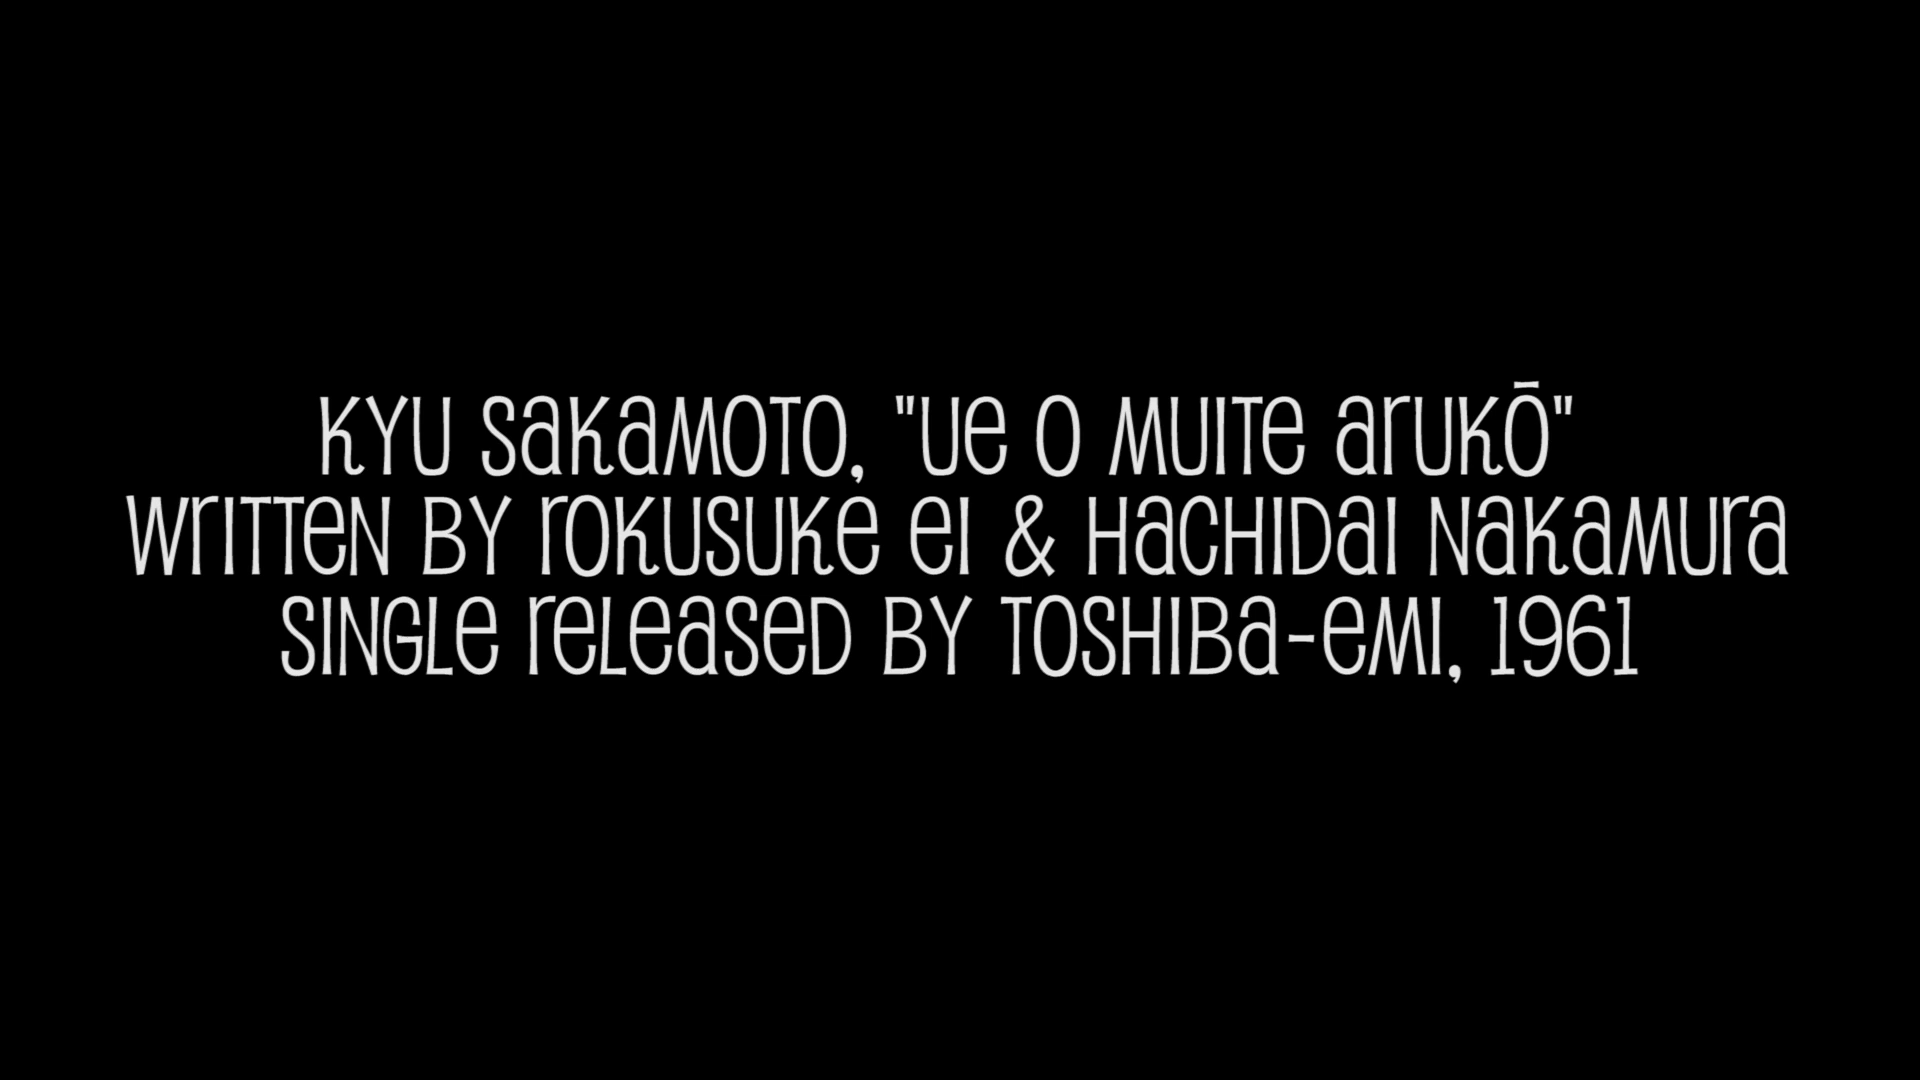 Kyu Sakamoto, "Ue o Muite Arukō"
Written by Rokusuke Ei & Hachidai Nakamura
Single released by Toshiba-EMI, 1961